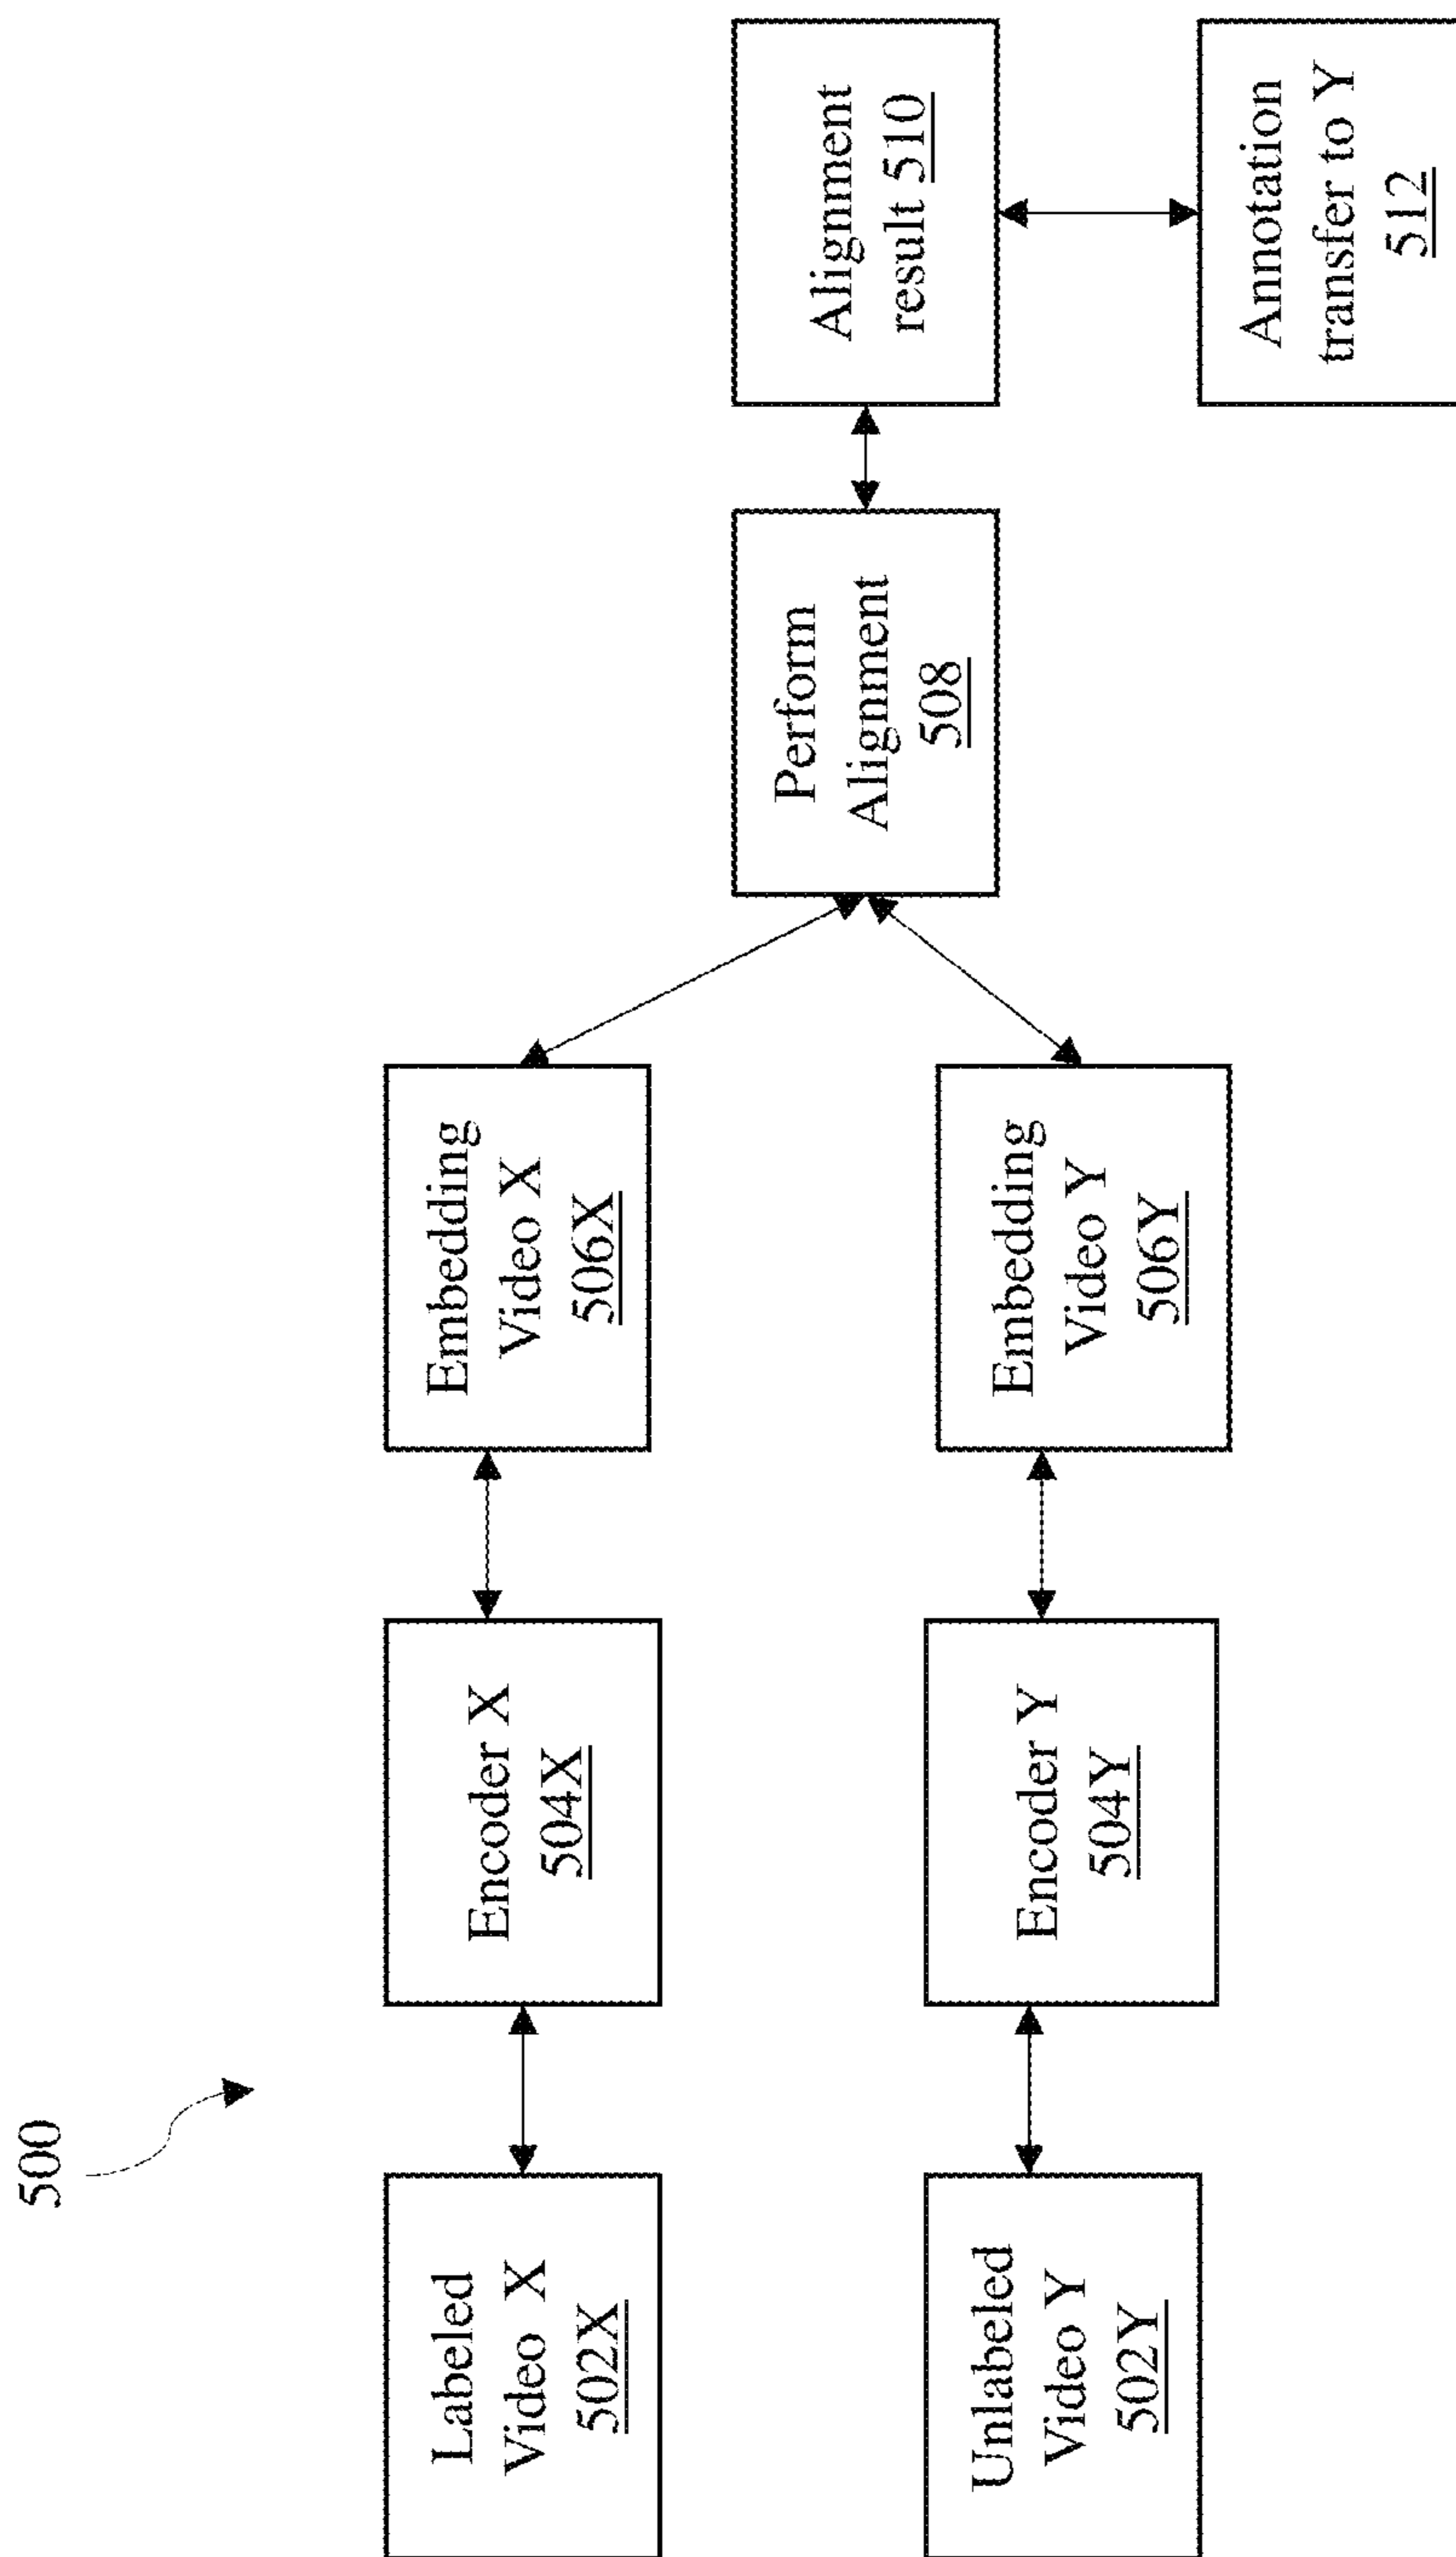 500
Labeled
Video X
502X
Encoder X
504X
Embedding
Video X
506X
Unlabeled
Video Y
502Y
Encoder Y
504Y
Embedding
Video Y
506Y
Perform
Alignment
508
Alignment
result 510
Annotation
transfer to Y
512